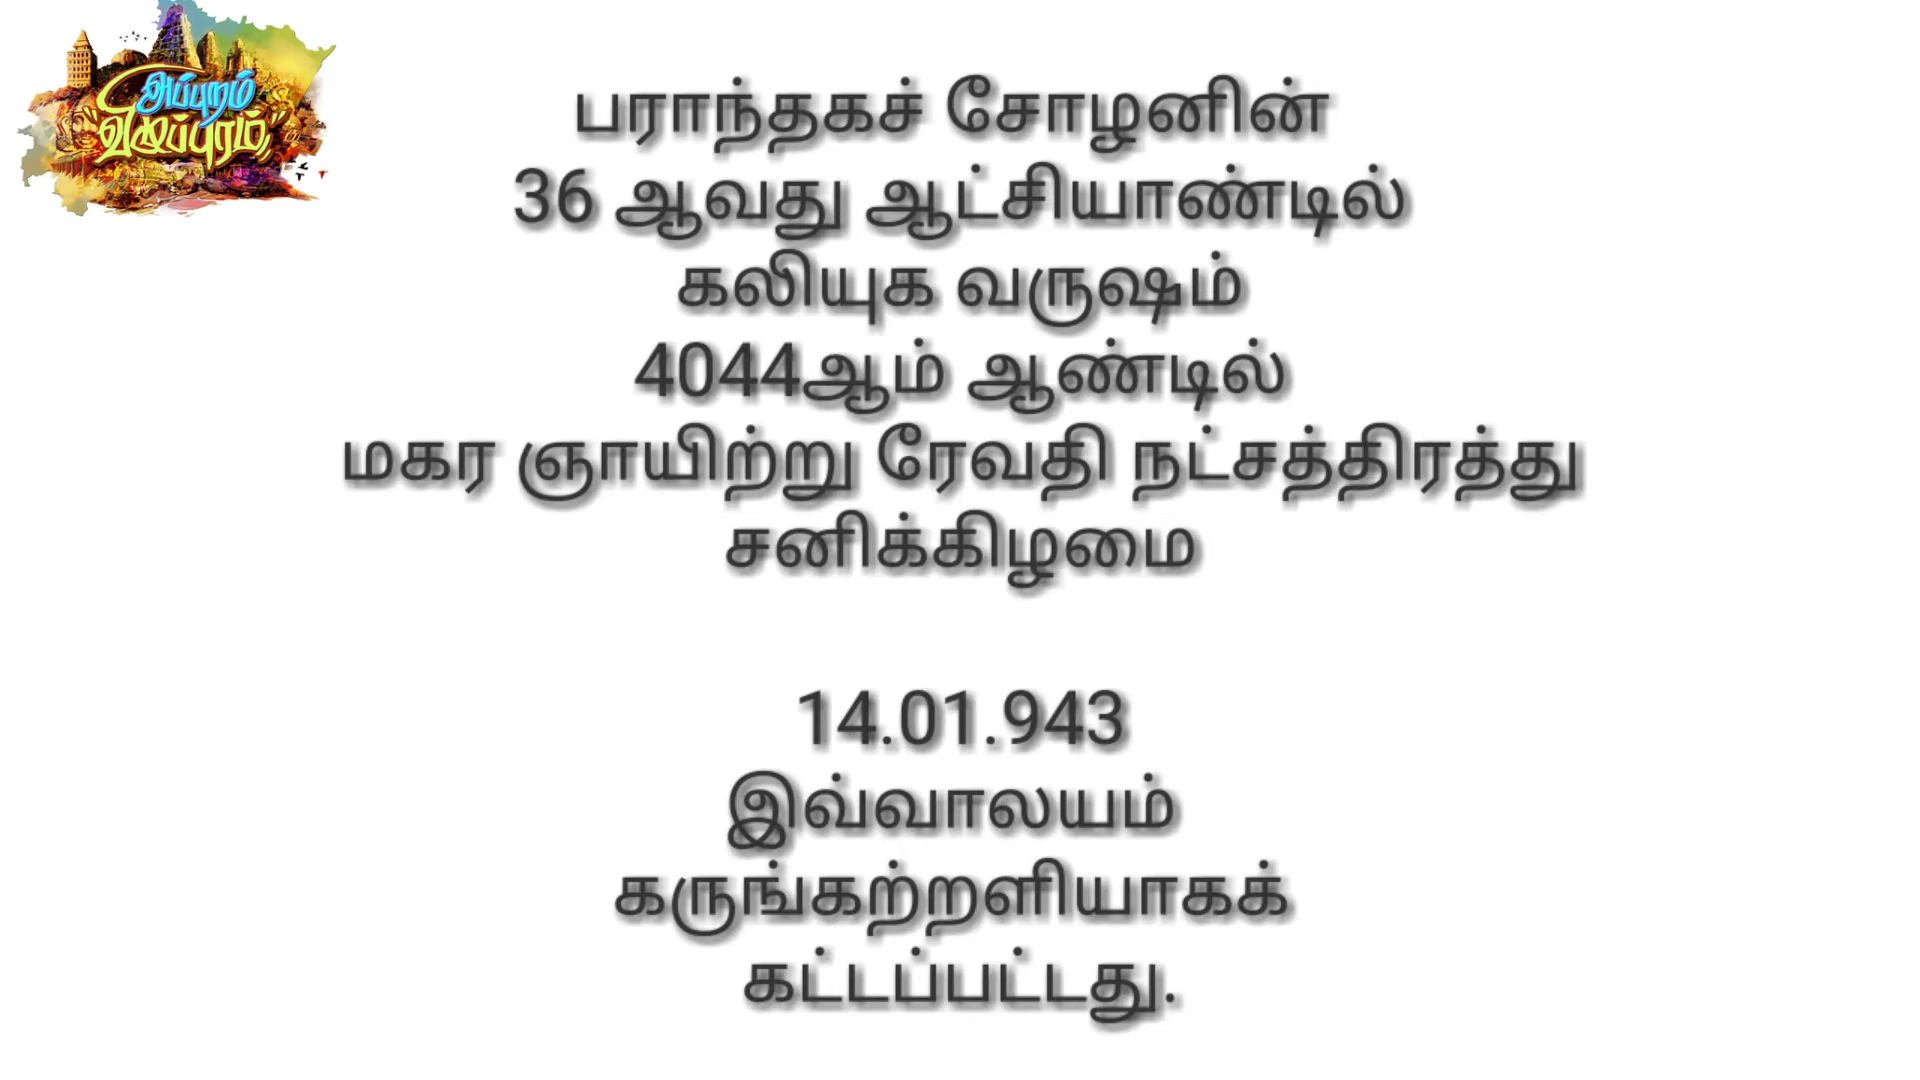 அப்புறம்
"விழுப்புரம்"
பராந்தகச் சோழனின்
36 ஆவது ஆட்சியாண்டில்
கலியுக வருஷம்
4044ஆம் ஆண்டில்
மகர ஞாயிற்று ரேவதி நட்சத்திரத்து
சனிக்கிழமை
14.01.943
இவ்வாலயம்
கருங்கற்றளியாகக்
கட்டப்பட்டது.